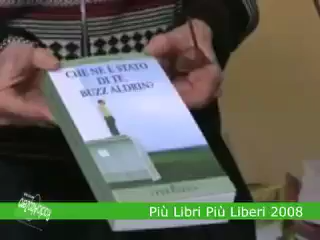 CHE NE È STATO
DI TE,
BUZZ ALDRIN?
Più Libri Più Liberi 2008